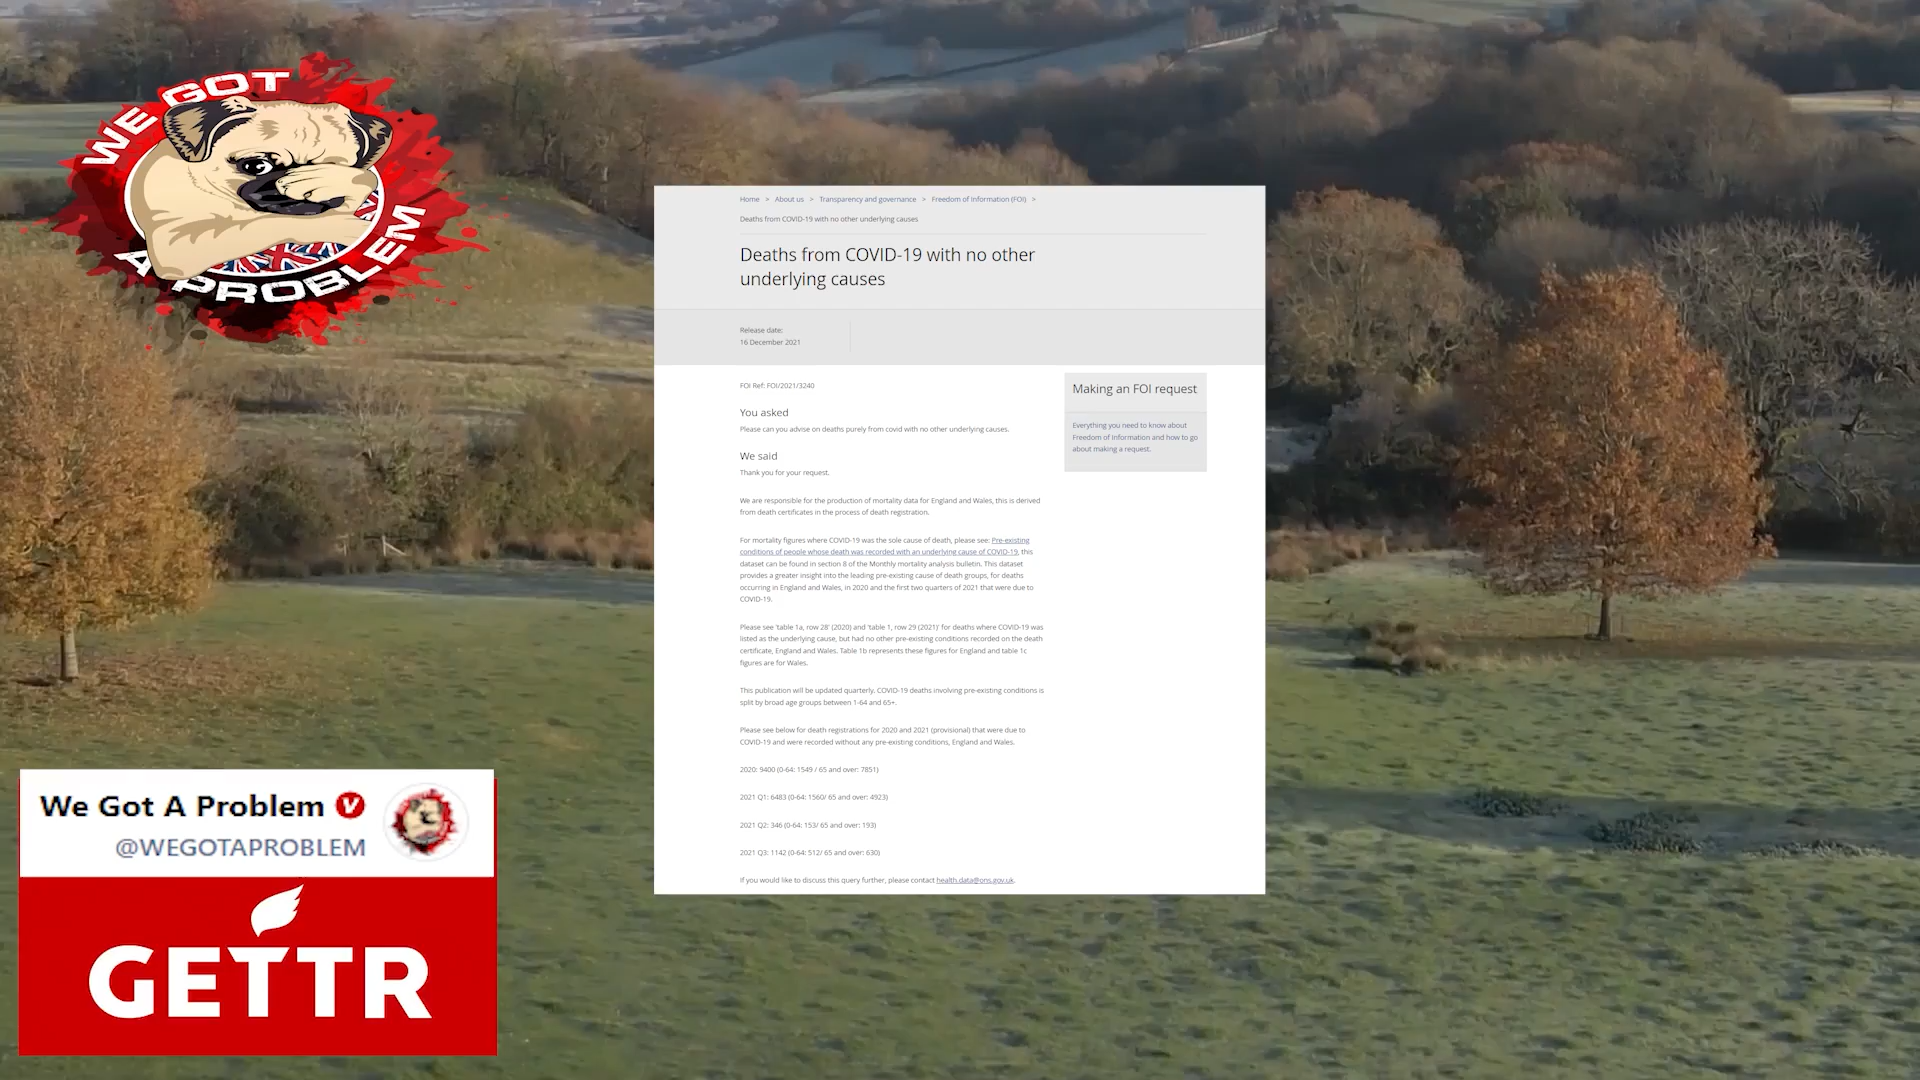 WE GOT
A PROBLEM
Home > About us > Transparency and governance > Freedom of Information (FOI) >
Deaths from COVID-19 with no other underlying causes
Deaths from COVID-19 with no other
underlying causes
Release date:
16 December 2021
FOI Ref: FOI/2021/3240
You asked
Please can you advise on deaths purely from covid with no other underlying causes.
We said
Thank you for your request.
We are responsible for the production of mortality data for England and Wales, this is derived
from death certificates in the process of death registration.
For mortality figures where COVID-19 was the sole cause of death, please see: Pre-existing
conditions of people whose death was recorded with an underlying cause of COVID-19, this
dataset can be found in section 8 of the Monthly mortality analysis bulletin. This dataset
provides a greater insight into the leading pre-existing cause of death groups, for deaths
occurring in England and Wales, in 2020 and the first two quarters of 2021 that were due to
COVID-19.
Please see 'table 1a, row 28' (2020) and 'table 1, row 29 (2021)' for deaths where COVID-19 was
listed as the underlying cause, but had no other pre-existing conditions recorded on the death
certificate, England and Wales. Table 1b represents these figures for England and table 1c
figures are for Wales.
This publication will be updated quarterly. COVID-19 deaths involving pre-existing conditions is
split by broad age groups between 1-64 and 65+.
Please see below for death registrations for 2020 and 2021 (provisional) that were due to
COVID-19 and were recorded without any pre-existing conditions, England and Wales.
2020: 9400 (0-64: 1549 / 65 and over: 7851)
2021 Q1: 6483 (0-64: 1560/ 65 and over: 4923)
2021 Q2: 346 (0-64: 153/ 65 and over: 193)
2021 Q3: 1142 (0-64: 512/ 65 and over: 630)
If you would like to discuss this query further, please contact health.data@ons.gov.uk.
Making an FOI request
Everything you need to know about
Freedom of Information and how to go
about making a request.
We Got A Problem V
@WEGOTAPROBLEM
GETTR